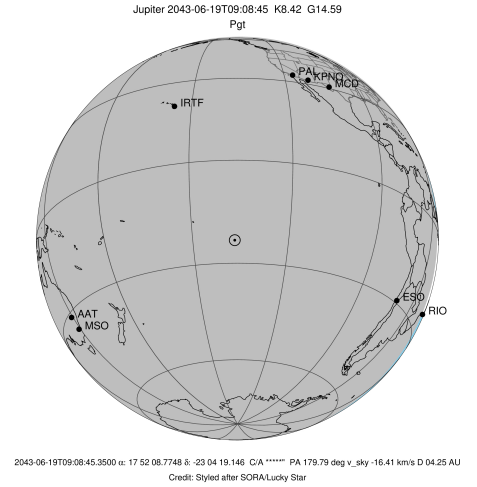 Jupiter 2043-06-19T09:08:45 K8.42 G14.59
Pgt
PAL
KPNO
MCD
IRTF
ESO
RIO
AAT
MSO
2043-06-19T09:08:45.3500 α: 17 52 08.7748 δ: -23 04 19.146 C/A *****" PA 179.79 deg v_sky -16.41 km/s D 04.25 AU
Credit: Styled after SORA/Lucky Star